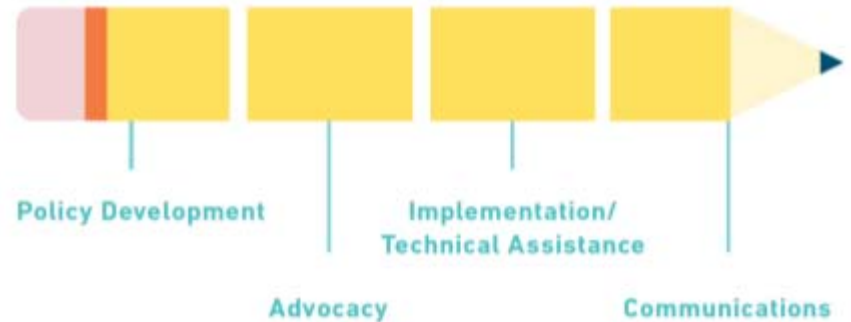 Policy Development
Implementation/
Technical Assistance
Advocacy
Communications